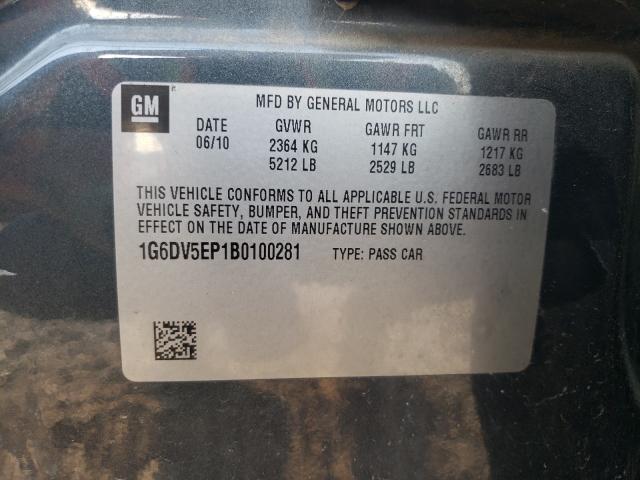 GM
MFD BY GENERAL MOTORS LLC
DATE GVWR GAWR FRT GAWR RR
06/10 2364 KG 1147 KG 1217 KG
5212 LB 2529 LB 2683 LB
THIS VEHICLE CONFORMS TO ALL APPLICABLE U.S. FEDERAL MOTOR
VEHICLE SAFETY, BUMPER, AND THEFT PREVENTION STANDARDS IN
EFFECT ON THE DATE OF MANUFACTURE SHOWN ABOVE.
1G6DV5EP1B0100281 TYPE: PASS CAR